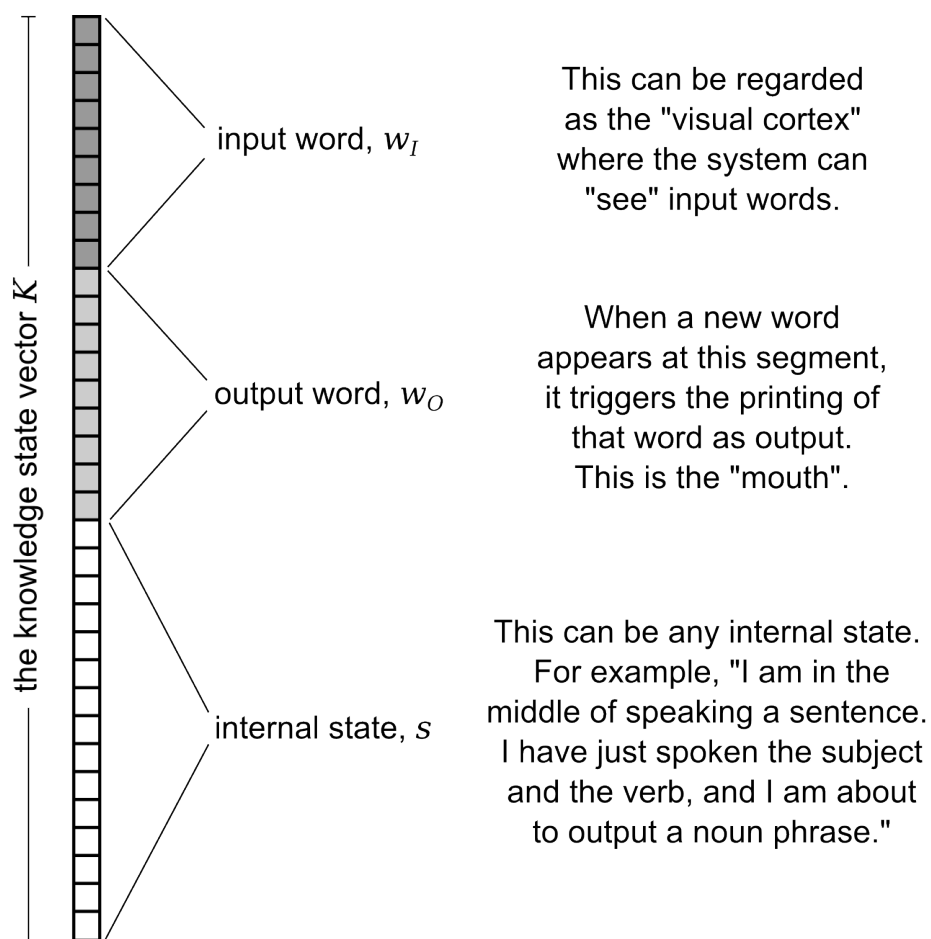 the knowledge state vector K
input word, w_I
This can be regarded
as the "visual cortex"
where the system can
"see" input words.
output word, w_O
When a new word
appears at this segment,
it triggers the printing of
that word as output.
This is the "mouth".
internal state, s
This can be any internal state.
For example, "I am in the
middle of speaking a sentence.
I have just spoken the subject
and the verb, and I am about
to output a noun phrase."